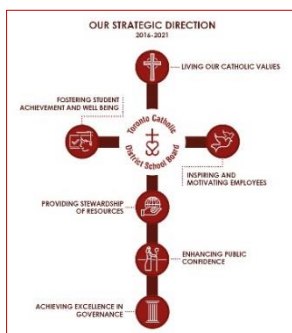 OUR STRATEGIC DIRECTION
2016-2021
LIVING OUR CATHOLIC VALUES
FOSTERING STUDENT
ACHIEVEMENT AND WELL BEING
Toronto Catholic
District School Board
INSPIRING AND
MOTIVATING EMPLOYEES
PROVIDING STEWARDSHIP
OF RESOURCES
ENHANCING PUBLIC
CONFIDENCE
ACHIEVING EXCELLENCE IN
GOVERNANCE